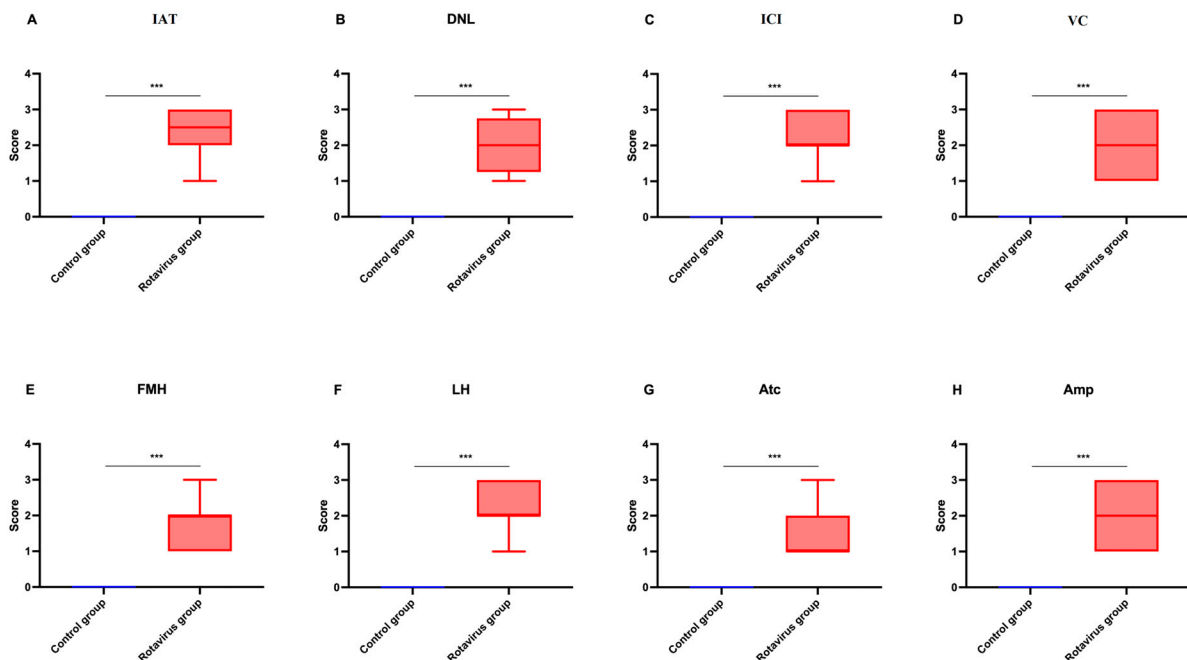 A IAT
B DNL
C ICI
D VC
4
3
2
1
0
Score
***
Control group
Rotavirus group
4
3
2
1
0
Score
***
Control group
Rotavirus group
4
3
2
1
0
Score
***
Control group
Rotavirus group
4
3
2
1
0
Score
***
Control group
Rotavirus group
E FMH
F LH
G Atc
H Amp
4
3
2
1
0
Score
***
Control group
Rotavirus group
4
3
2
1
0
Score
***
Control group
Rotavirus group
4
3
2
1
0
Score
***
Control group
Rotavirus group
4
3
2
1
0
Score
***
Control group
Rotavirus group